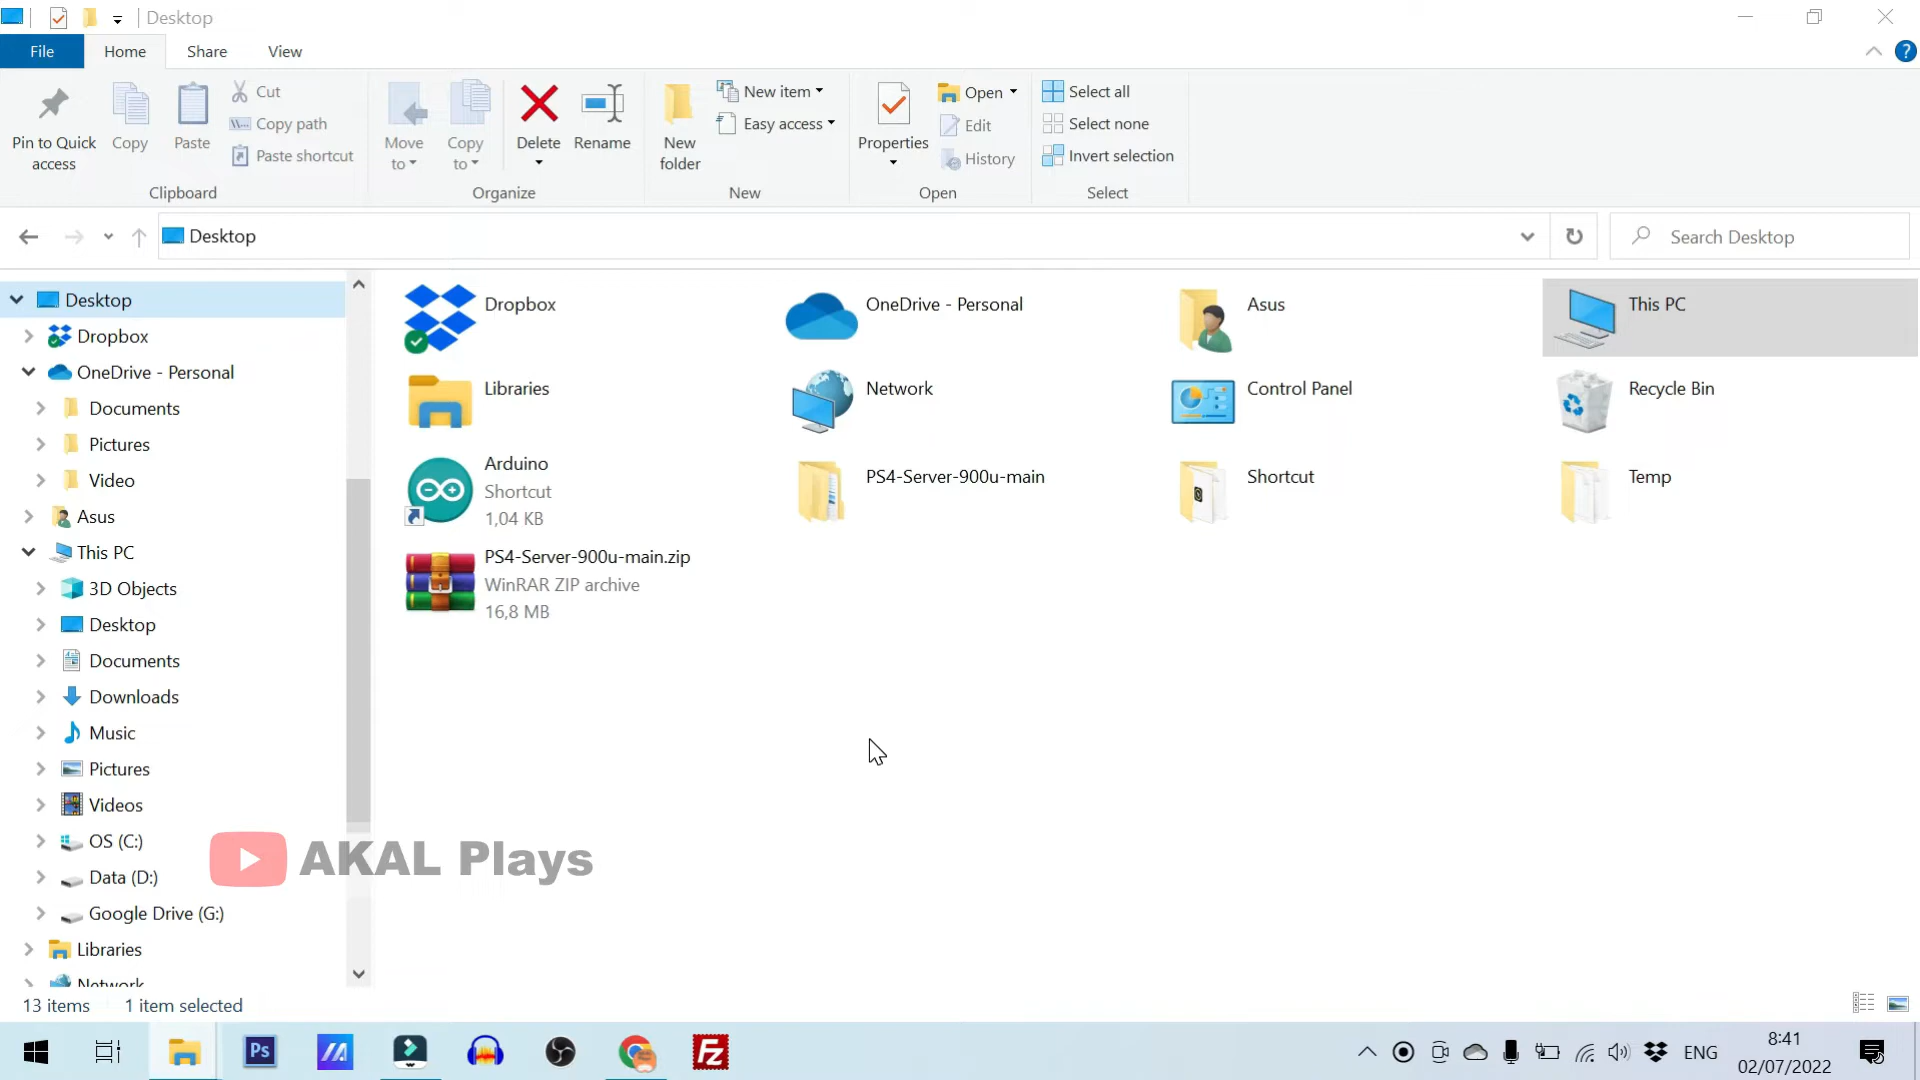 Desktop
File
Home
Share
View
Pin to Quick access
Copy
Paste
Cut
Copy path
Paste shortcut
Clipboard
Move to
Copy to
Delete
Rename
Organize
New folder
New item
Easy access
New
Properties
Open
Edit
History
Open
Select all
Select none
Invert selection
Select
Desktop
Search Desktop
Desktop
Dropbox
OneDrive - Personal
Documents
Pictures
Video
Asus
This PC
3D Objects
Desktop
Documents
Downloads
Music
Pictures
Videos
OS (C:)
Data (D:)
Google Drive (G:)
Libraries
Network
Dropbox
OneDrive - Personal
Asus
This PC
Libraries
Network
Control Panel
Recycle Bin
Arduino
Shortcut
1,04 KB
PS4-Server-900u-main
Shortcut
Temp
PS4-Server-900u-main.zip
WinRAR ZIP archive
16,8 MB
AKAL Plays
13 items
1 item selected
Ps
FZ
ENG
8:41
02/07/2022